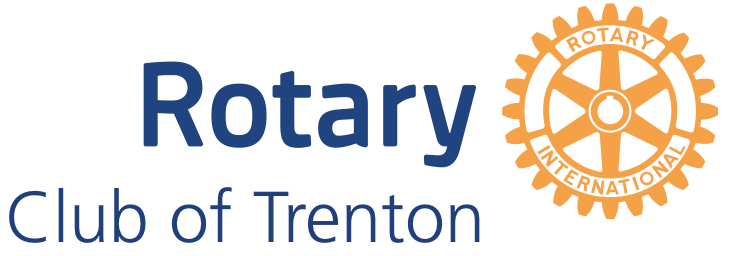 Rotary
Club of Trenton
ROTARY
INTERNATIONAL